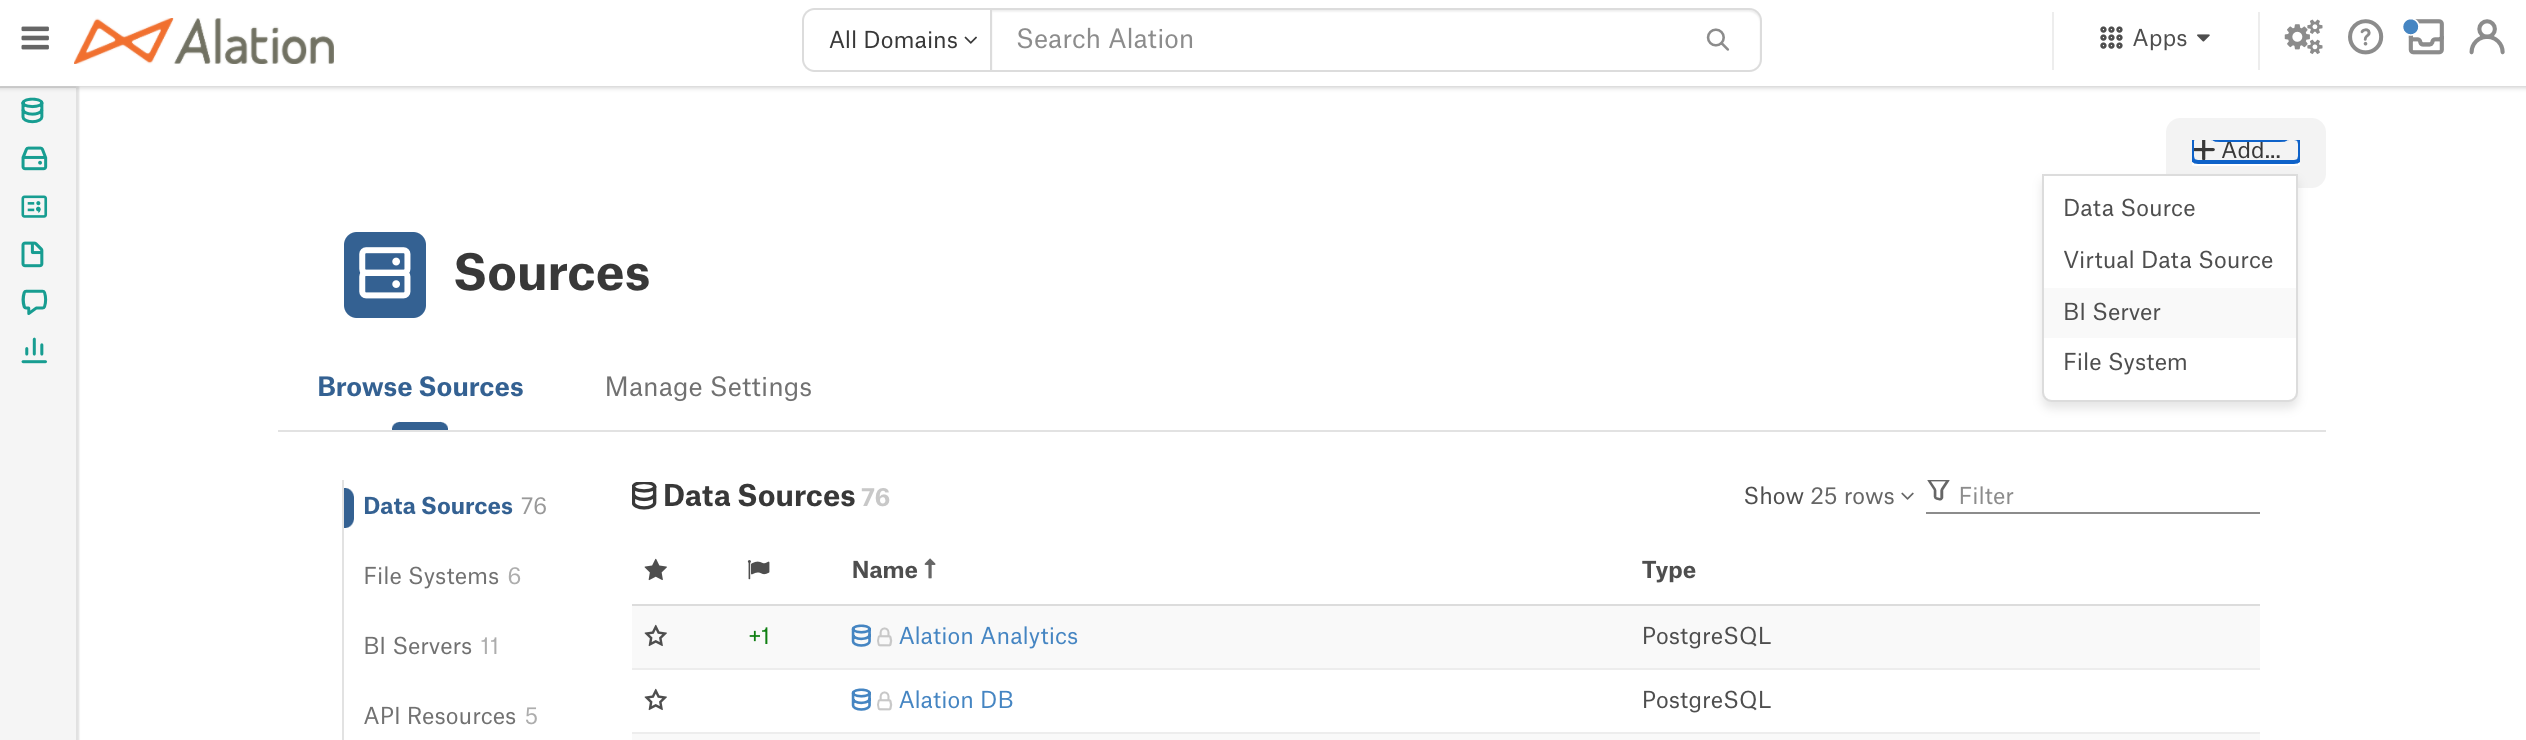 Alation
All Domains
Search Alation
Apps
+ Add...
Data Source
Virtual Data Source
BI Server
File System
Sources
Browse Sources
Manage Settings
Data Sources 76
File Systems 6
BI Servers 11
API Resources 5
Data Sources 76
Show 25 rows
Filter
Name ↑
Type
+1 Alation Analytics PostgreSQL
Alation DB PostgreSQL